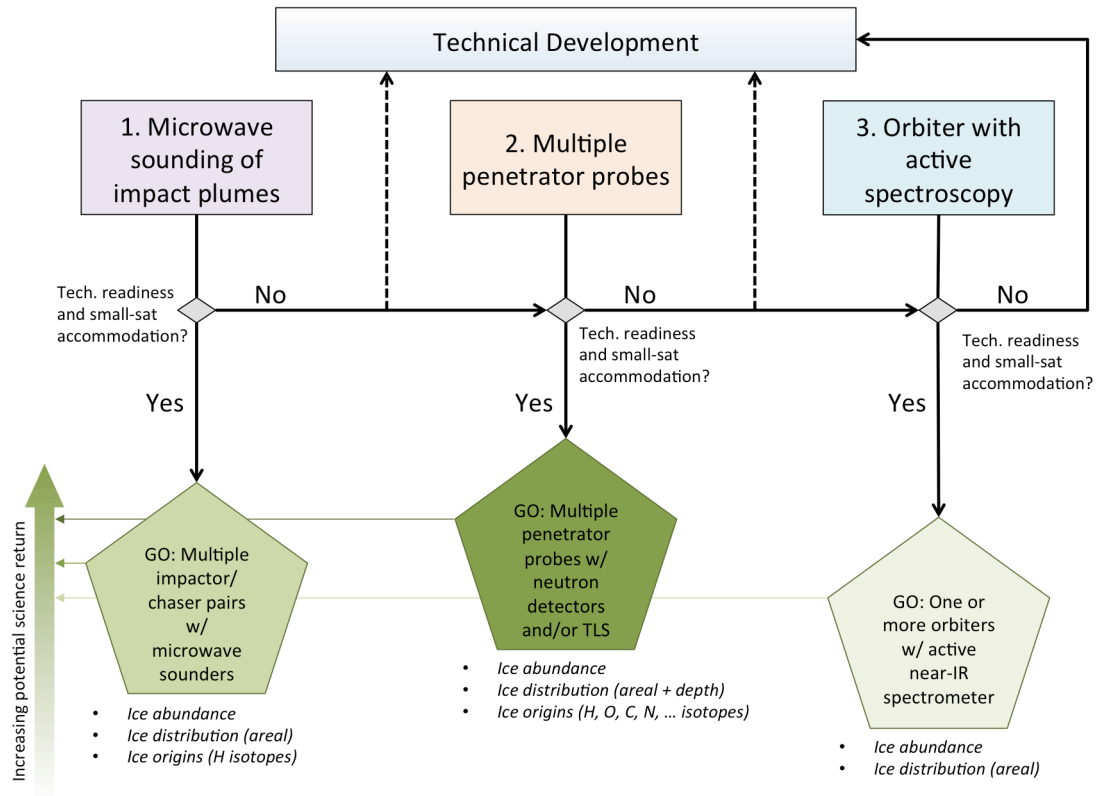 Technical Development
1. Microwave
sounding of
impact plumes
2. Multiple
penetrator probes
3. Orbiter with
active
spectroscopy
Tech. readiness
and small-sat
accommodation?
No
Tech. readiness
and small-sat
accommodation?
No
Tech. readiness
and small-sat
accommodation?
No
Yes
Yes
Yes
Increasing potential science return
GO: Multiple
impactor/
chaser pairs
w/
microwave
sounders
• Ice abundance
• Ice distribution (areal)
• Ice origins (H isotopes)
GO: Multiple
penetrator
probes w/
neutron
detectors
and/or TLS
• Ice abundance
• Ice distribution (areal + depth)
• Ice origins (H, O, C, N, … isotopes)
GO: One or
more orbiters
w/ active
near-IR
spectrometer
• Ice abundance
• Ice distribution (areal)